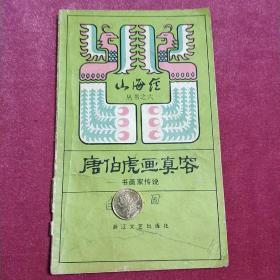 山海经
丛书之六
唐伯虎画真容
——书画家传说
浙江文艺出版社